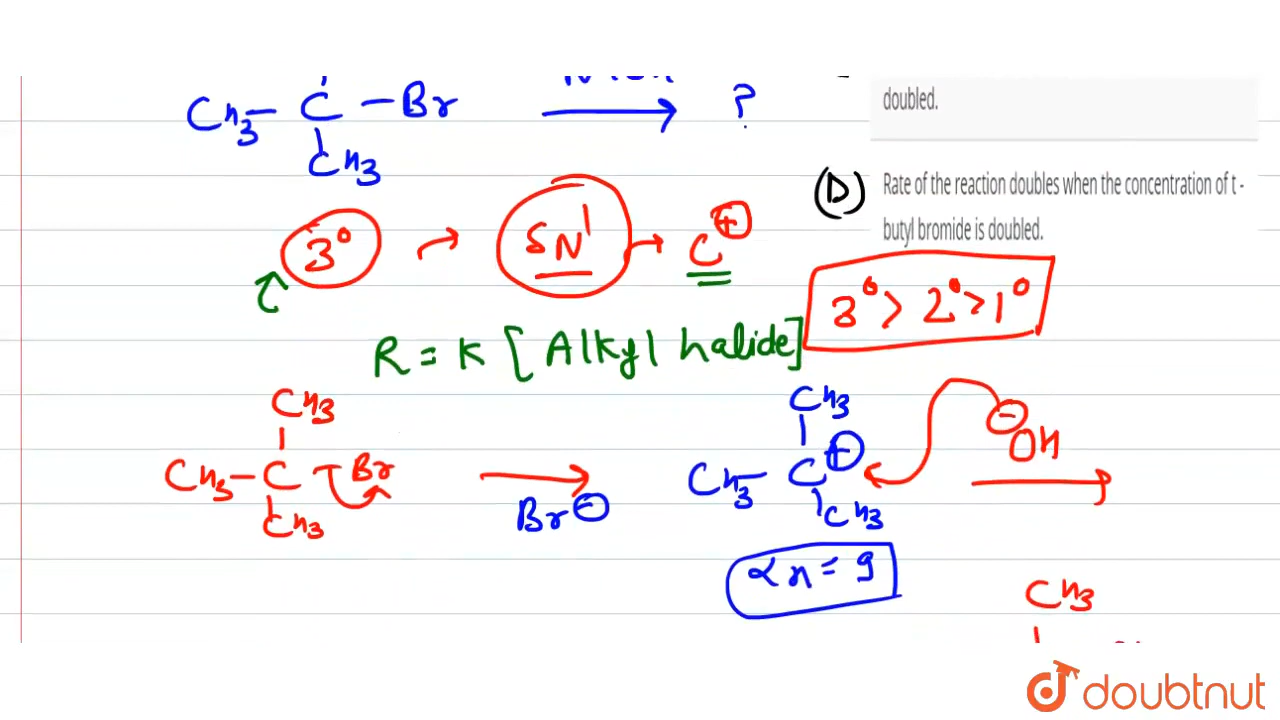 doubled.
CH3 - C - Br ⟶ ?
CH3
(D) Rate of the reaction doubles when the concentration of t -
butyl bromide is doubled.
3° → SN1 → C⊕
3° > 2° > 1°
R = K [Alkyl halide]
CH3
CH3 - C - Br
CH3
Br⊖
CH3
CH3 - C⊕
CH3
⊖
OH
αH = 9
CH3
doubtnut